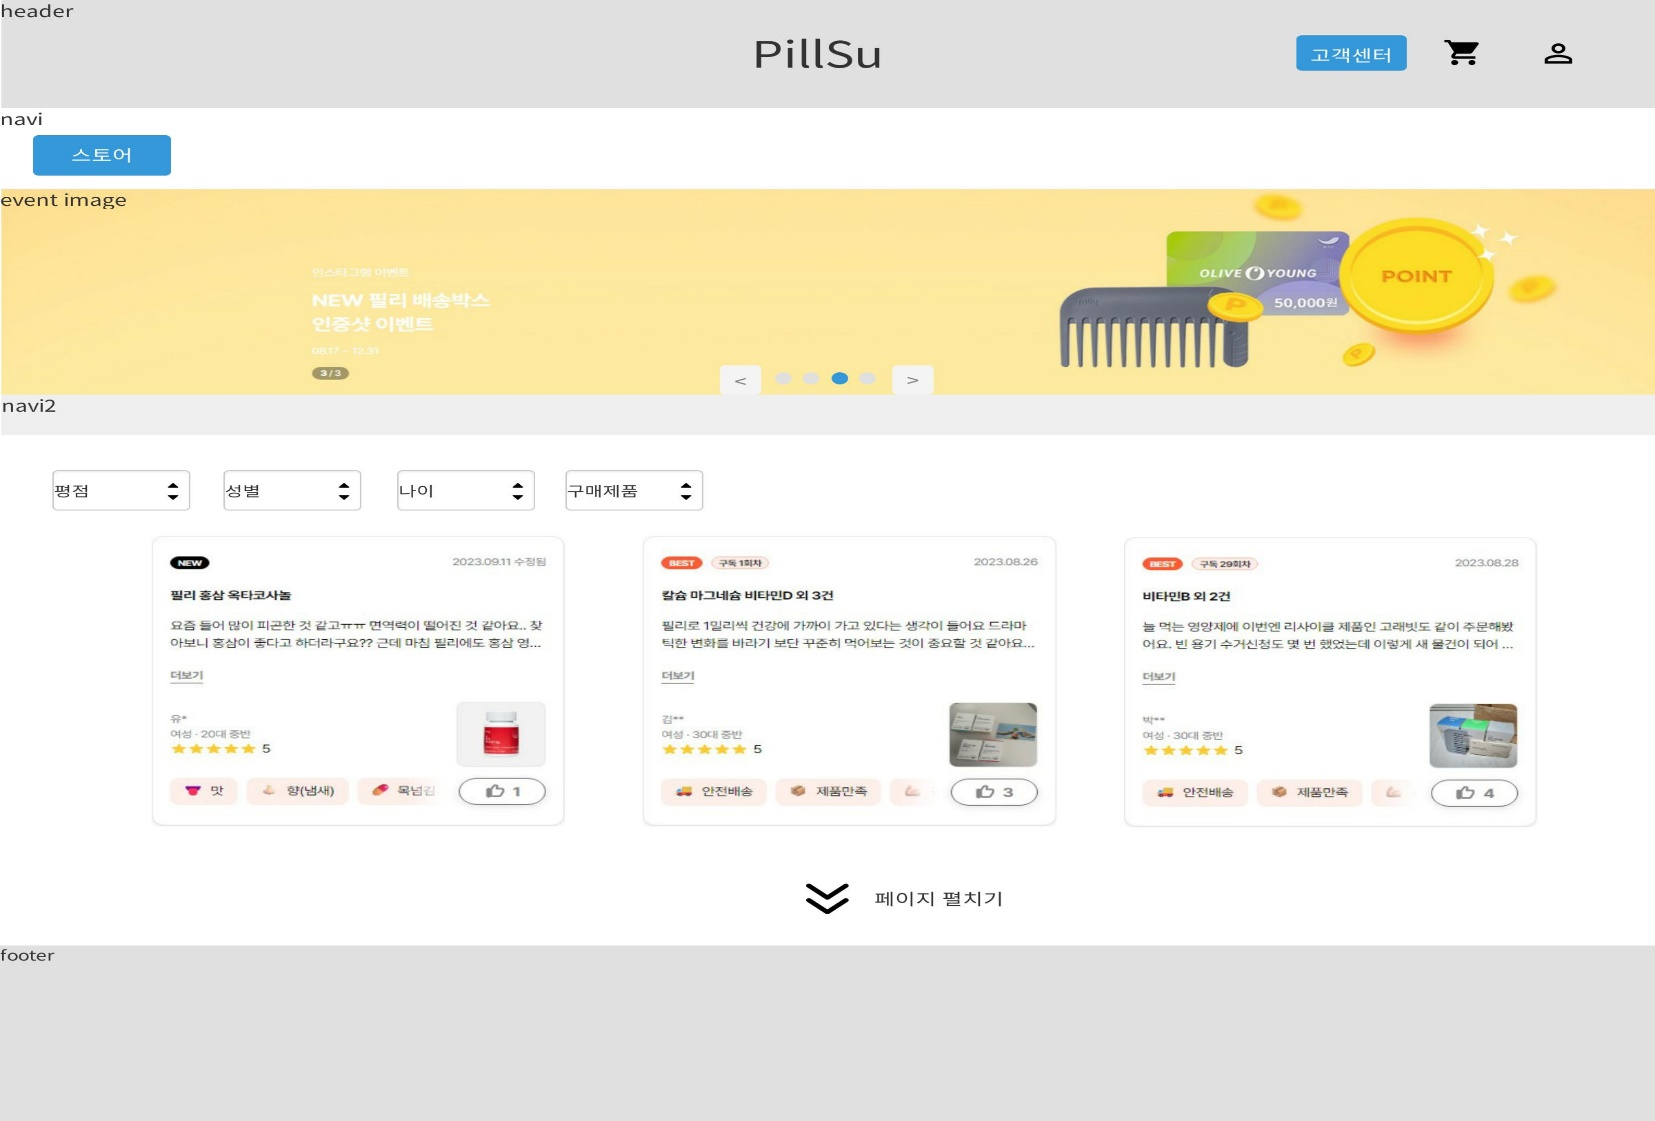 header
PillSu
고객센터
navi
스토어
event image
인스타그램 이벤트
NEW 필리 배송박스
인증샷 이벤트
08.17 - 12.31
3 / 3
OLIVE YOUNG
50,000원
POINT
P
<
>
navi2
평점
성별
나이
구매제품
NEW
2023.09.11 수정됨
필리 홍삼 옥타코사놀
요즘 들어 많이 피곤한 것 같고ㅠㅠ 면역력이 떨어진 것 같아요.. 찾
아보니 홍삼이 좋다고 하더라구요?? 근데 마침 필리에도 홍삼 영...
더보기
유*
여성 · 20대 중반
5
맛
향(냄새)
목넘김
1
BEST
구독 1회차
2023.08.26
칼슘 마그네슘 비타민D 외 3건
필리로 1밀리씩 건강에 가까이 가고 있다는 생각이 들어요 드라마
틱한 변화를 바라기 보단 꾸준히 먹어보는 것이 중요할 것 같아요...
더보기
김**
여성 · 30대 중반
5
안전배송
제품만족
3
BEST
구독 29회차
2023.08.28
비타민B 외 2건
늘 먹는 영양제에 이번엔 리사이클 제품인 고래빗도 같이 주문해봤
어요. 빈 용기 수거신청도 몇 번 했었는데 이렇게 새 물건이 되어 ...
더보기
박**
여성 · 30대 중반
5
안전배송
제품만족
4
페이지 펼치기
footer